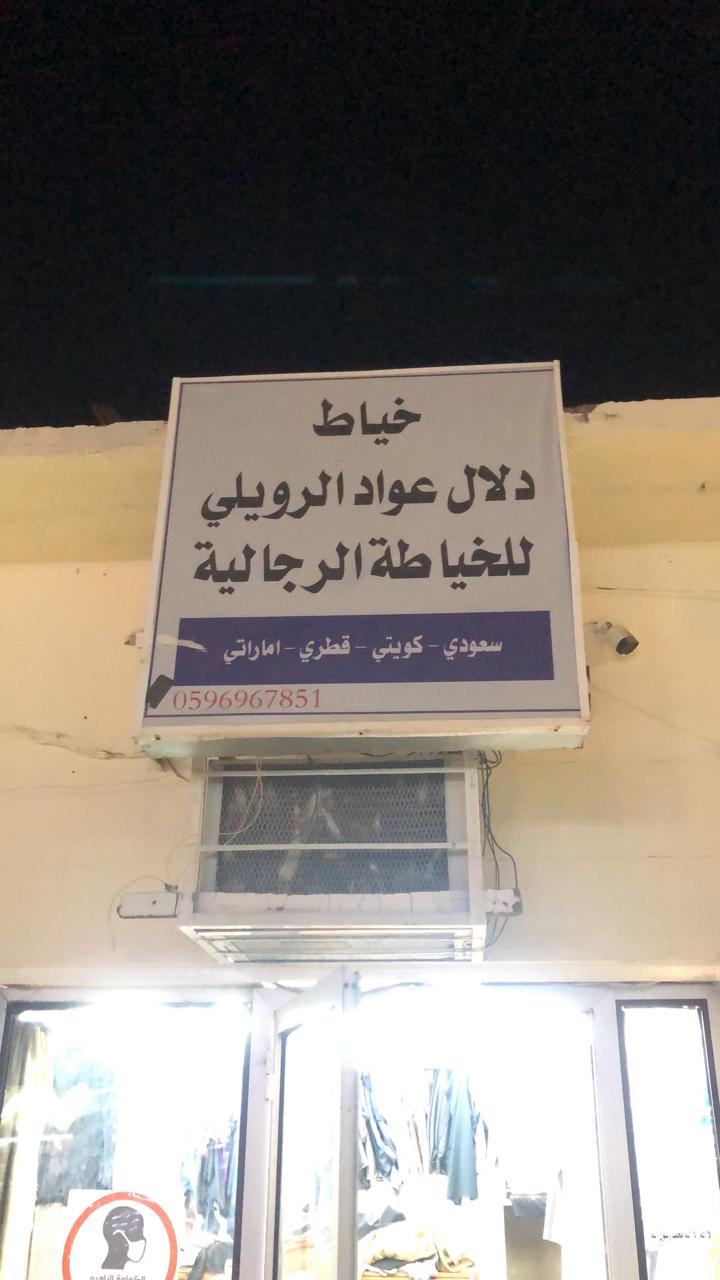 خياط
دلال عواد الرويلي
للخياطة الرجالية
سعودي - كويتي - قطري - اماراتي
0596967851